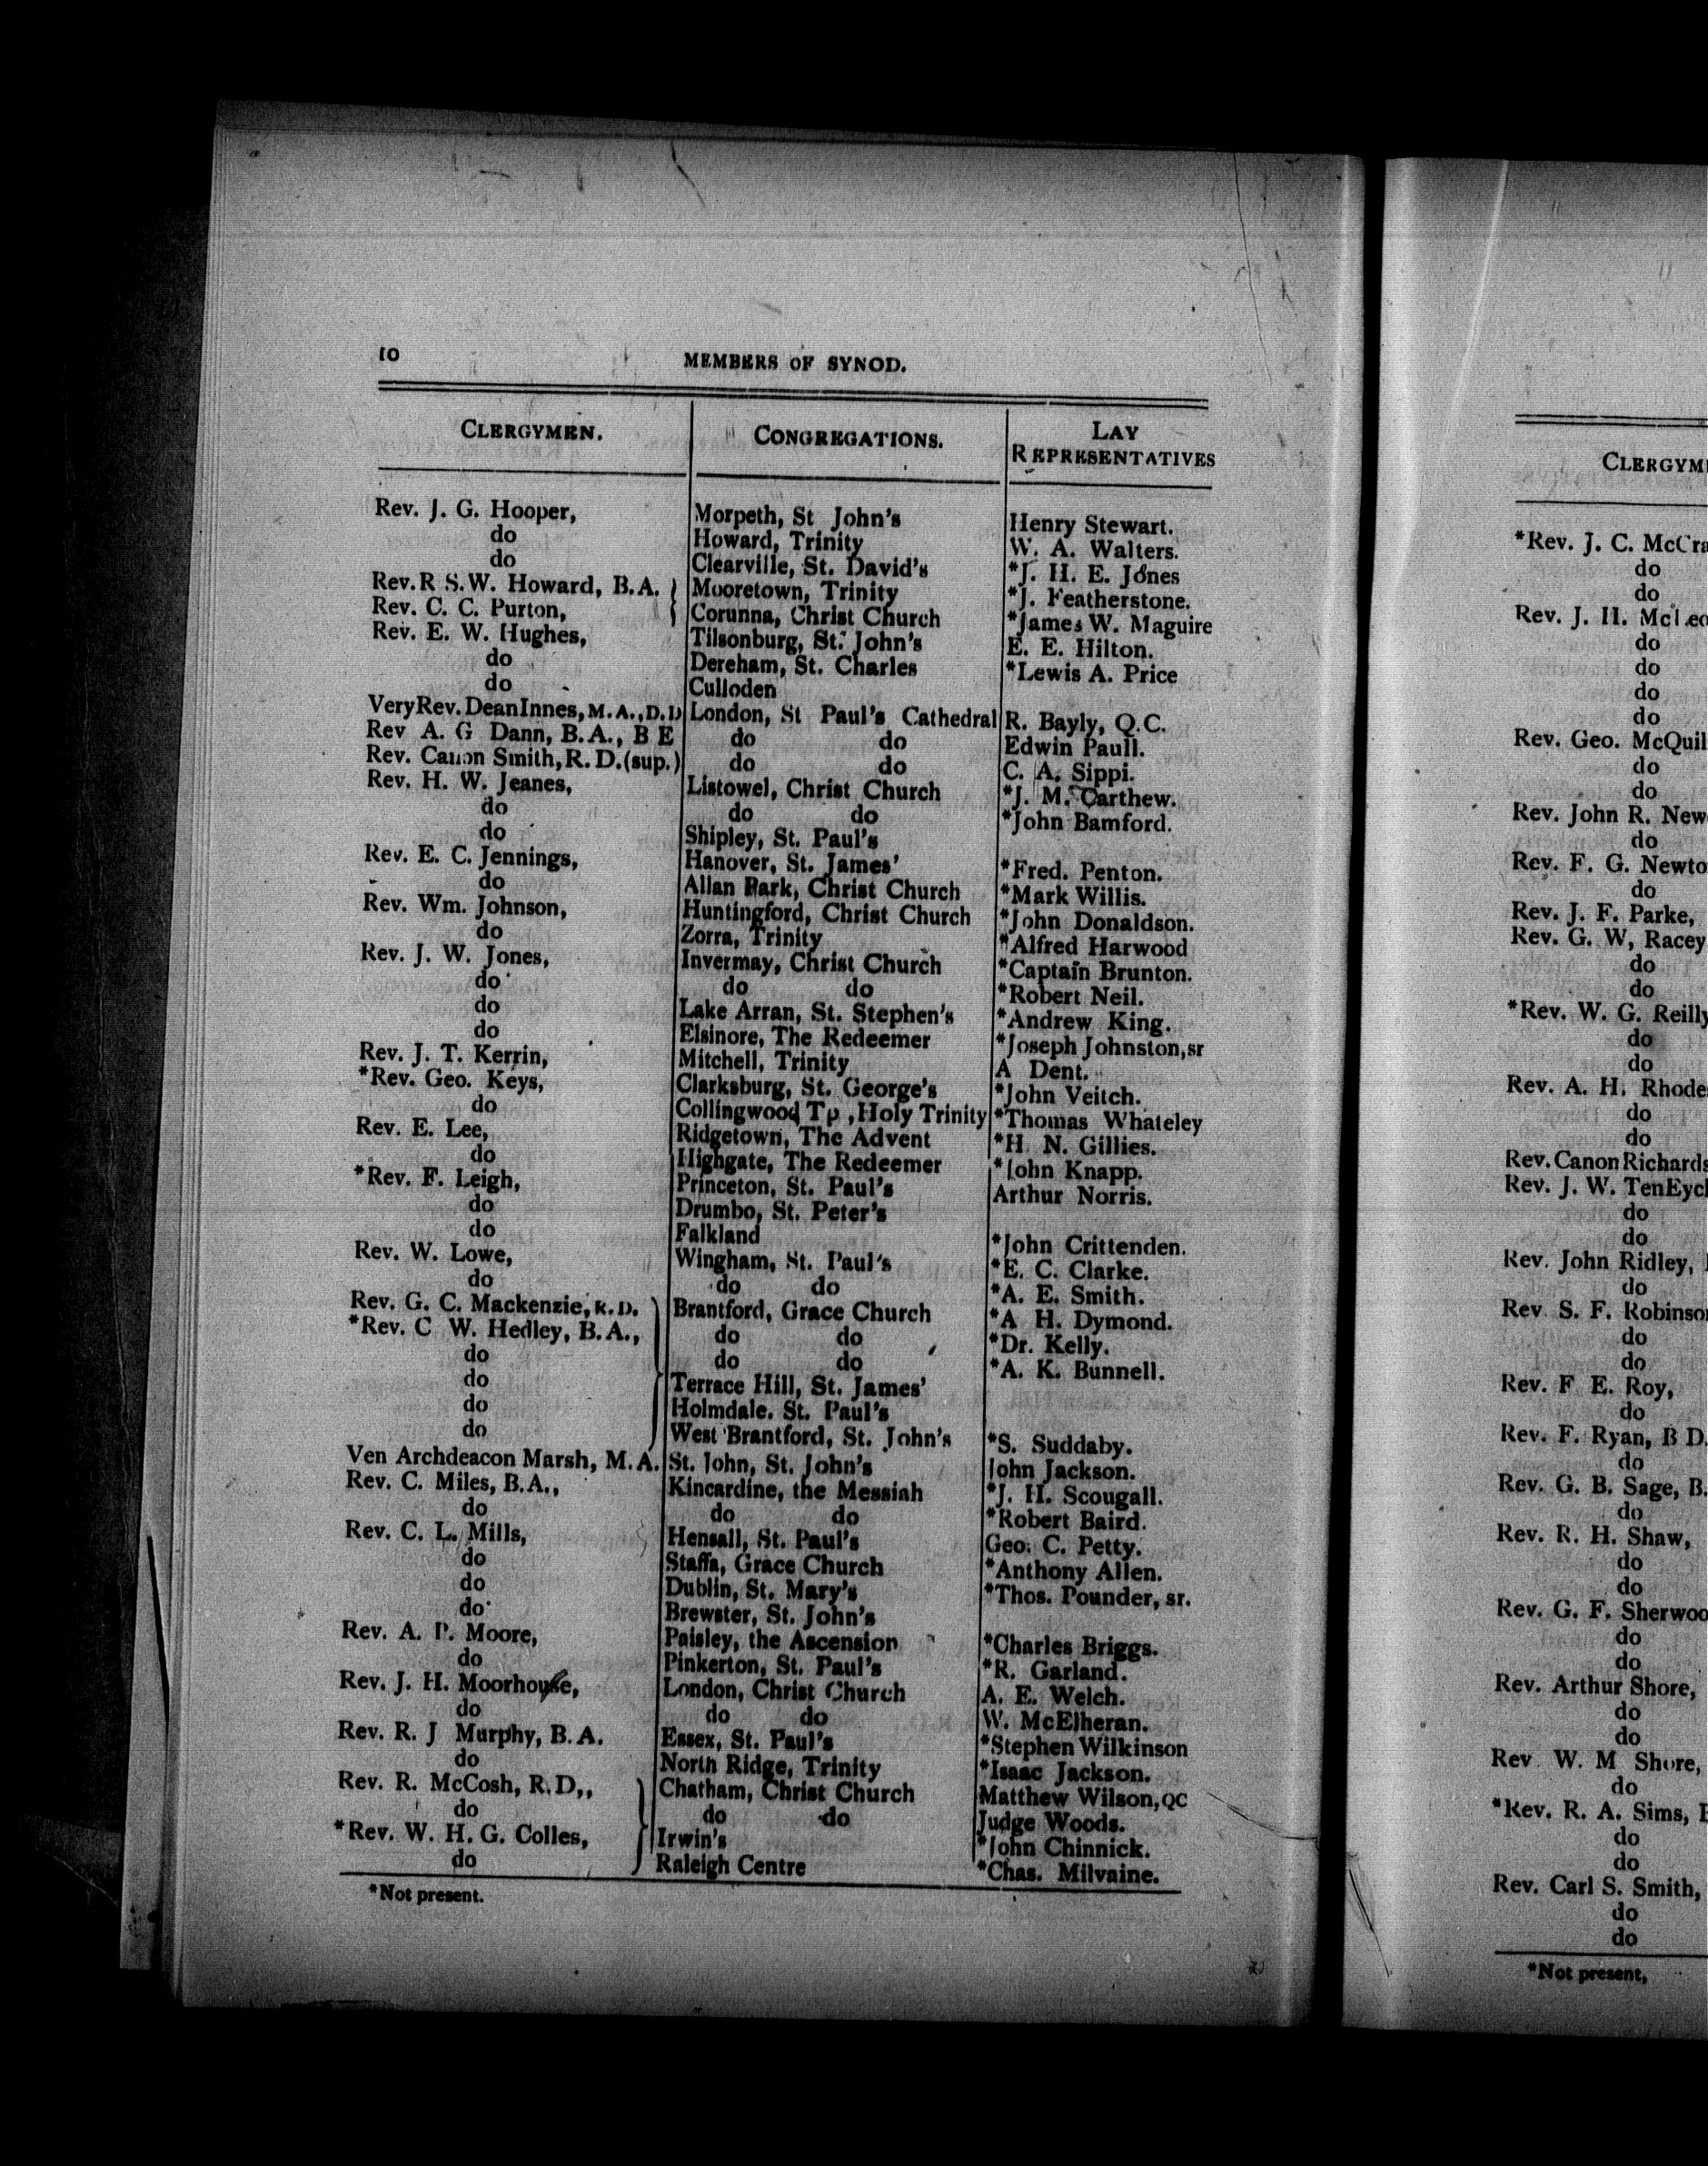 10 MEMBERS OF SYNOD.
CLERGYMEN. CONGREGATIONS. LAY REPRESENTATIVES
Rev. J. G. Hooper, Morpeth, St John's Henry Stewart.
do Howard, Trinity W. A. Walters.
do Clearville, St. David's *J. H. E. Jones
Rev. R S. W. Howard, B.A. } Mooretown, Trinity *J. Featherstone.
Rev. C. C. Purton, } Corunna, Christ Church *James W. Maguire
Rev. E. W. Hughes, Tilsonburg, St. John's E. E. Hilton.
do Dereham, St. Charles *Lewis A. Price
do Culloden
Very Rev. Dean Innes, M.A., D.D London, St Paul's Cathedral R. Bayly, Q.C.
Rev A. G Dann, B.A., B E do do Edwin Paull.
Rev. Canon Smith, R.D. (sup.) do do C. A. Sippi.
Rev. H. W. Jeanes, Listowel, Christ Church *J. M. Carthew.
do do do *John Bamford.
do Shipley, St. Paul's
Rev. E. C. Jennings, Hanover, St. James' *Fred. Penton.
do Allan Park, Christ Church *Mark Willis.
Rev. Wm. Johnson, Huntingford, Christ Church *John Donaldson.
do Zorra, Trinity *Alfred Harwood
Rev. J. W. Jones, Invermay, Christ Church *Captain Brunton.
do do do *Robert Neil.
do Lake Arran, St. Stephen's *Andrew King.
do Elsinore, The Redeemer *Joseph Johnston, sr
Rev. J. T. Kerrin, Mitchell, Trinity A Dent.
*Rev. Geo. Keys, Clarksburg, St. George's *John Veitch.
do Collingwood Tp , Holy Trinity *Thomas Whateley
Rev. E. Lee, Ridgetown, The Advent *H. N. Gillies.
do Highgate, The Redeemer *John Knapp.
*Rev. F. Leigh, Princeton, St. Paul's Arthur Norris.
do Drumbo, St. Peter's
do Falkland *John Crittenden.
Rev. W. Lowe, Wingham, St. Paul's *E. C. Clarke.
do do do *A. E. Smith.
Rev. G. C. Mackenzie, R.D. } Brantford, Grace Church *A H. Dymond.
*Rev. C W. Hedley, B.A., do do *Dr. Kelly.
do do do *A. K. Bunnell.
do Terrace Hill, St. James'
do Holmdale. St. Paul's
do West Brantford, St. John's *S. Suddaby.
Ven Archdeacon Marsh, M.A. St. John, St. John's John Jackson.
Rev. C. Miles, B.A., Kincardine, the Messiah *J. H. Scougall.
do do do *Robert Baird.
Rev. C. L. Mills, Hensall, St. Paul's Geo. C. Petty.
do Staffa, Grace Church *Anthony Allen.
do Dublin, St. Mary's *Thos. Pounder, sr.
do Brewster, St. John's
Rev. A. P. Moore, Paisley, the Ascension *Charles Briggs.
do Pinkerton, St. Paul's *R. Garland.
Rev. J. H. Moorhouse, London, Christ Church A. E. Welch.
do do do W. McElheran.
Rev. R. J Murphy, B.A. Essex, St. Paul's *Stephen Wilkinson
do North Ridge, Trinity *Isaac Jackson.
Rev. R. McCosh, R.D,, } Chatham, Christ Church Matthew Wilson, QC
do do do Judge Woods.
*Rev. W. H. G. Colles, Irwin's *John Chinnick.
do Raleigh Centre *Chas. Milvaine.
*Not present.
CLERGYM
*Rev. J. C. McCra
do
do
Rev. J. H. McLeo
do
do
do
do
Rev. Geo. McQuil
do
do
Rev. John R. New
do
Rev. F. G. Newto
do
Rev. J. F. Parke,
Rev. G. W, Racey
do
do
*Rev. W. G. Reilly
do
do
Rev. A. H. Rhode
do
do
Rev. Canon Richards
Rev. J. W. TenEyc
do
do
Rev. John Ridley,
do
Rev. S. F. Robinso
do
do
Rev. F E. Roy,
do
Rev. F. Ryan, B D.
do
Rev. G. B. Sage, B.
do
Rev. R. H. Shaw,
do
do
Rev. G. F. Sherwoo
do
do
Rev. Arthur Shore,
do
do
Rev W. M Shore,
do
*Rev. R. A. Sims,
do
do
Rev. Carl S. Smith,
do
do
*Not present,